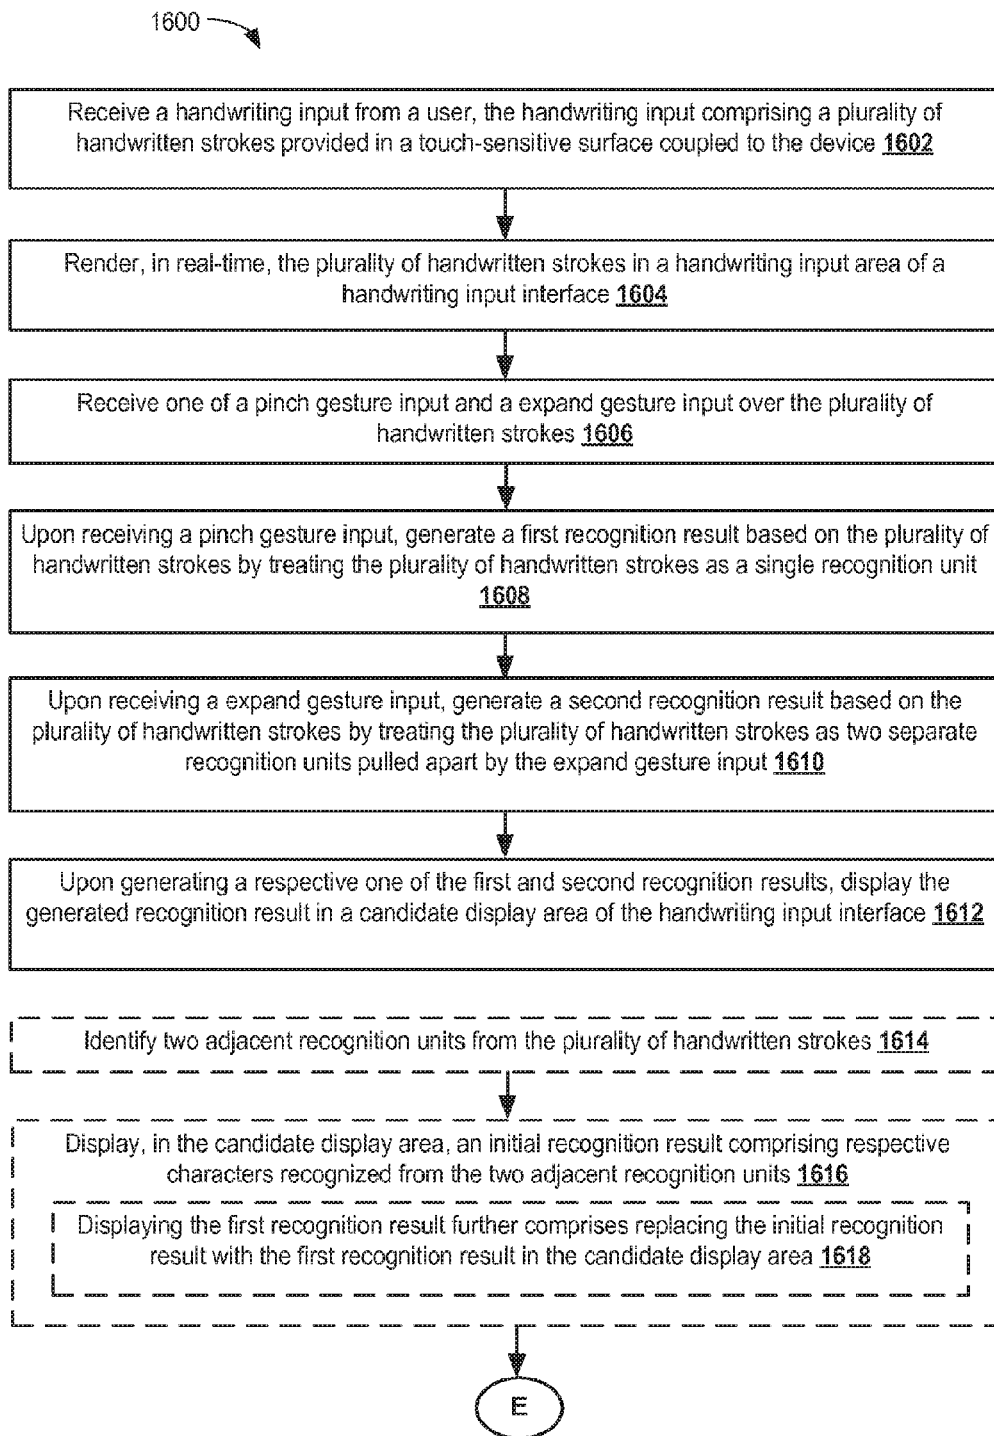 1600
Receive a handwriting input from a user, the handwriting input comprising a plurality of
handwritten strokes provided in a touch-sensitive surface coupled to the device 1602
Render, in real-time, the plurality of handwritten strokes in a handwriting input area of a
handwriting input interface 1604
Receive one of a pinch gesture input and a expand gesture input over the plurality of
handwritten strokes 1606
Upon receiving a pinch gesture input, generate a first recognition result based on the plurality of
handwritten strokes by treating the plurality of handwritten strokes as a single recognition unit
1608
Upon receiving a expand gesture input, generate a second recognition result based on the
plurality of handwritten strokes by treating the plurality of handwritten strokes as two separate
recognition units pulled apart by the expand gesture input 1610
Upon generating a respective one of the first and second recognition results, display the
generated recognition result in a candidate display area of the handwriting input interface 1612
Identify two adjacent recognition units from the plurality of handwritten strokes 1614
Display, in the candidate display area, an initial recognition result comprising respective
characters recognized from the two adjacent recognition units 1616
Displaying the first recognition result further comprises replacing the initial recognition
result with the first recognition result in the candidate display area 1618
E